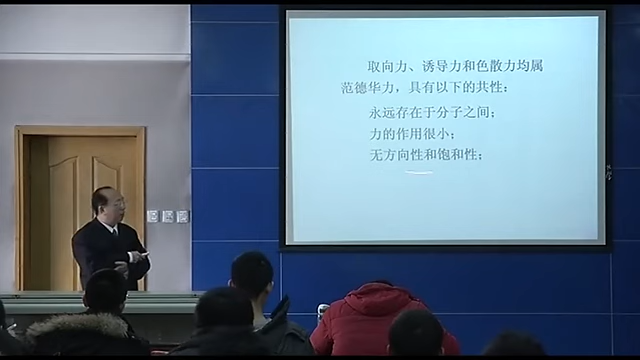 取向力、诱导力和色散力均属
范德华力，具有以下的共性：
永远存在于分子之间；
力的作用很小；
无方向性和饱和性；